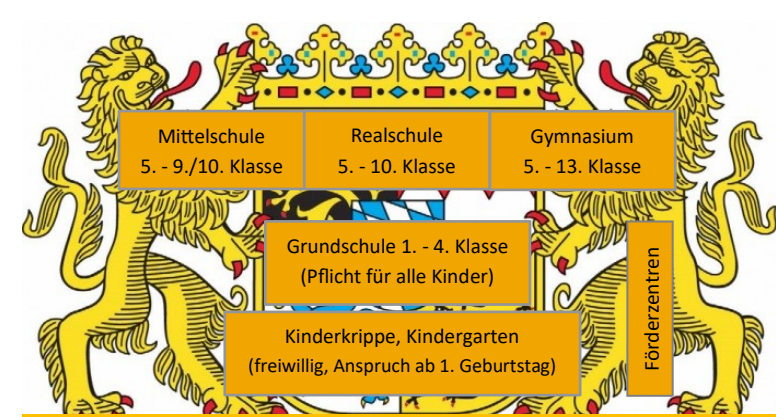 Mittelschule
5. - 9./10. Klasse
Realschule
5. - 10. Klasse
Gymnasium
5. - 13. Klasse
Grundschule 1. - 4. Klasse
(Pflicht für alle Kinder)
Förderzentren
Kinderkrippe, Kindergarten
(freiwillig, Anspruch ab 1. Geburtstag)